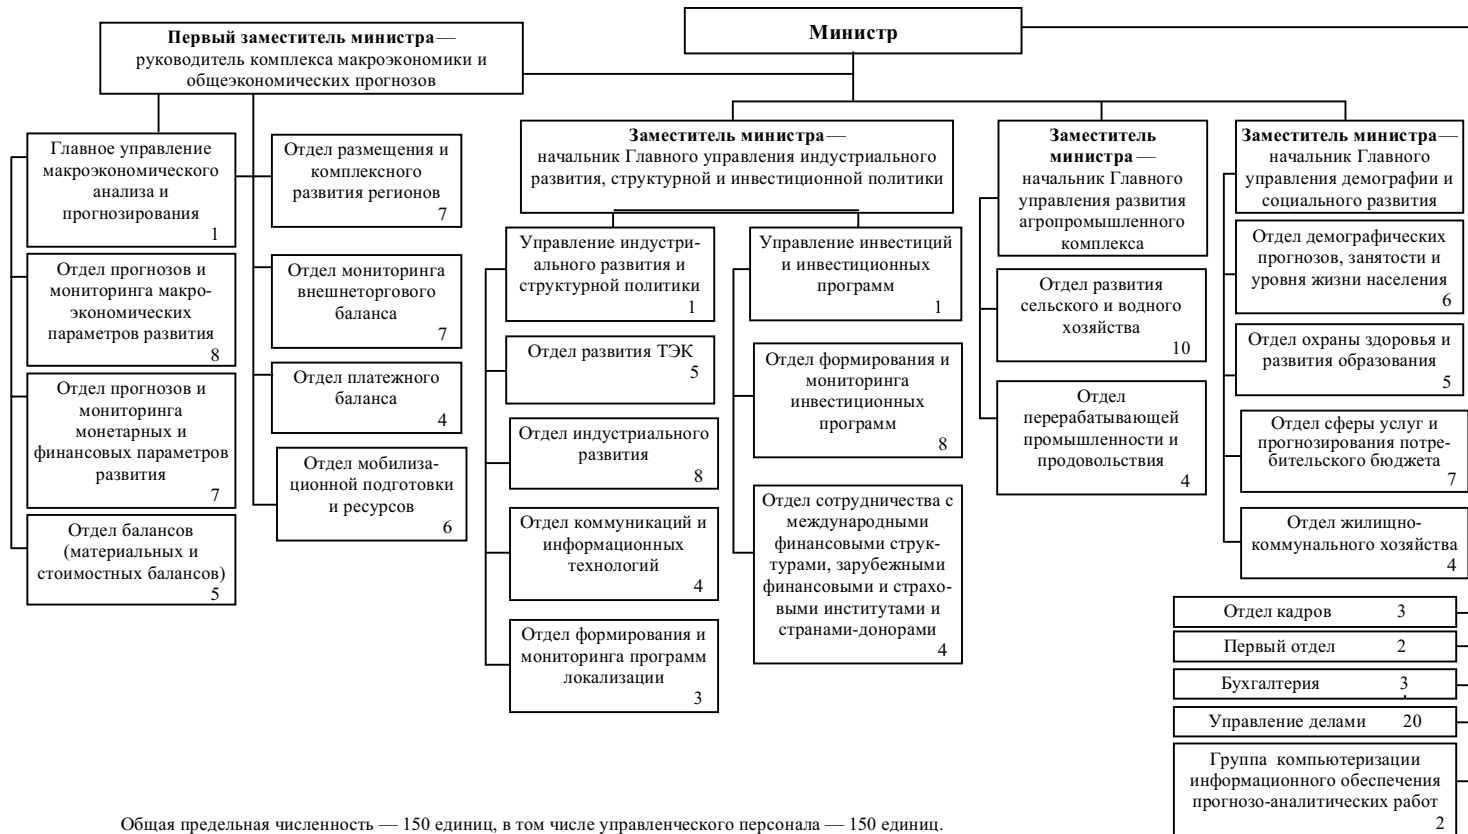 Министр
Первый заместитель министра—
руководитель комплекса макроэкономики и
общеэкономических прогнозов
Главное управление
макроэкономического
анализа и
прогнозирования
1
Отдел прогнозов и
мониторинга макро-
экономических
параметров развития
8
Отдел прогнозов и
мониторинга
монетарных и
финансовых параметров
развития
7
Отдел балансов
(материальных и
стоимостных балансов)
5
Отдел размещения и
комплексного
развития регионов
7
Отдел мониторинга
внешнеторгового
баланса
7
Отдел платежного
баланса
4
Отдел мобилиза-
ционной подготовки
и ресурсов
6
Заместитель министра—
начальник Главного управления индустриального
развития, структурной и инвестиционной политики
Управление индустри-
ального развития и
структурной политики
1
Отдел развития ТЭК
5
Отдел индустриального
развития
8
Отдел коммуникаций и
информационных
технологий
4
Отдел формирования и
мониторинга программ
локализации
3
Управление инвестиций
и инвестиционных
программ
1
Отдел формирования и
мониторинга
инвестиционных
программ
8
Отдел сотрудничества с
международными
финансовыми струк-
турами, зарубежными
финансовыми и страхо-
выми институтами и
странами-донорами
4
Заместитель
министра—
начальник Главного
управления развития
агропромышленного
комплекса
Отдел развития
сельского и водного
хозяйства
10
Отдел
перерабатывающей
промышленности и
продовольствия
4
Заместитель министра—
начальник Главного
управления демографии и
социального развития
Отдел демографических
прогнозов, занятости и
уровня жизни населения
6
Отдел охраны здоровья и
развития образования
5
Отдел сферы услуг и
прогнозирования потре-
бительского бюджета
7
Отдел жилищно-
коммунального хозяйства
4
Отдел кадров 3
Первый отдел 2
Бухгалтерия 3
Управление делами 20
Группа компьютеризации
информационного обеспечения
прогнозо-аналитических работ
2
Общая предельная численность — 150 единиц, в том числе управленческого персонала — 150 единиц.